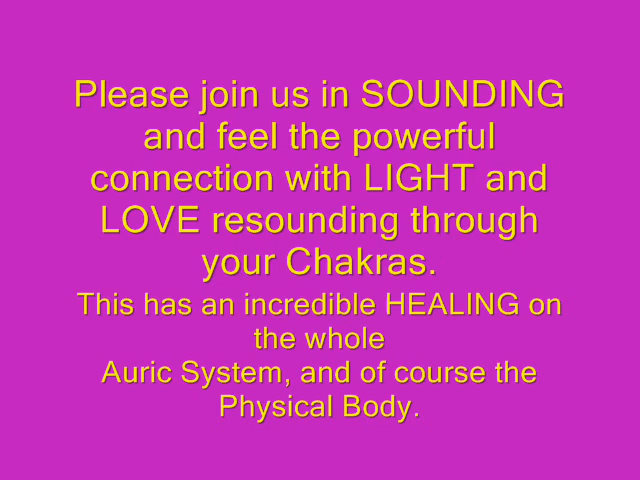 Please join us in SOUNDING
and feel the powerful
connection with LIGHT and
LOVE resounding through
your Chakras.
This has an incredible HEALING on
the whole
Auric System, and of course the
Physical Body.